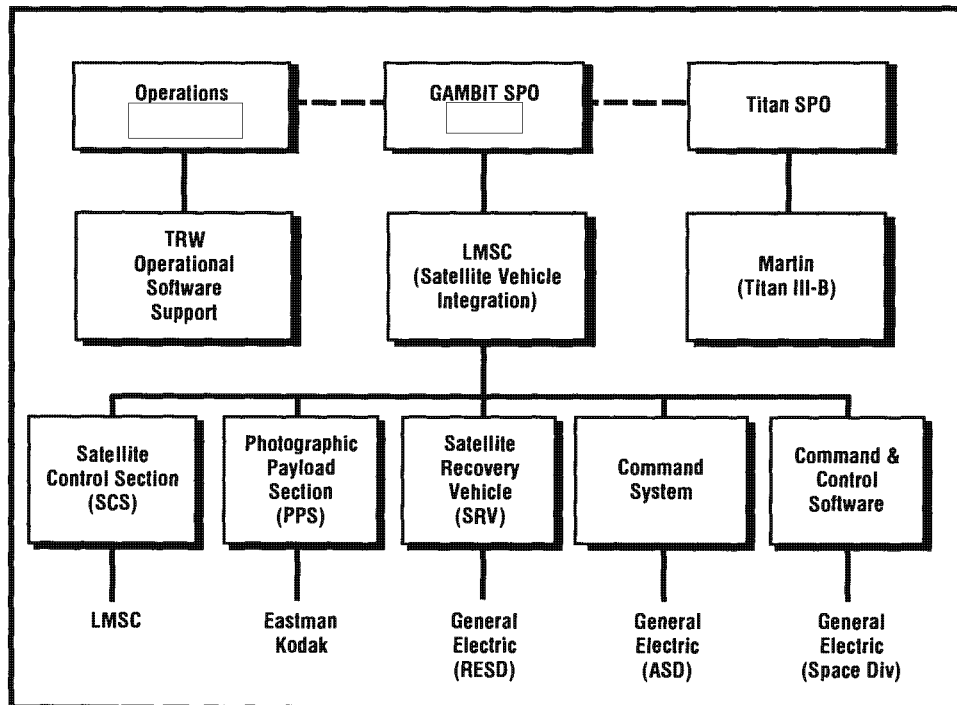 Operations
GAMBIT SPO
Titan SPO
TRW
Operational
Software
Support
LMSC
(Satellite Vehicle
Integration)
Martin
(Titan III-B)
Satellite
Control Section
(SCS)
Photographic
Payload
Section
(PPS)
Satellite
Recovery
Vehicle
(SRV)
Command
System
Command &
Control
Software
LMSC
Eastman
Kodak
General
Electric
(RESD)
General
Electric
(ASD)
General
Electric
(Space Div)